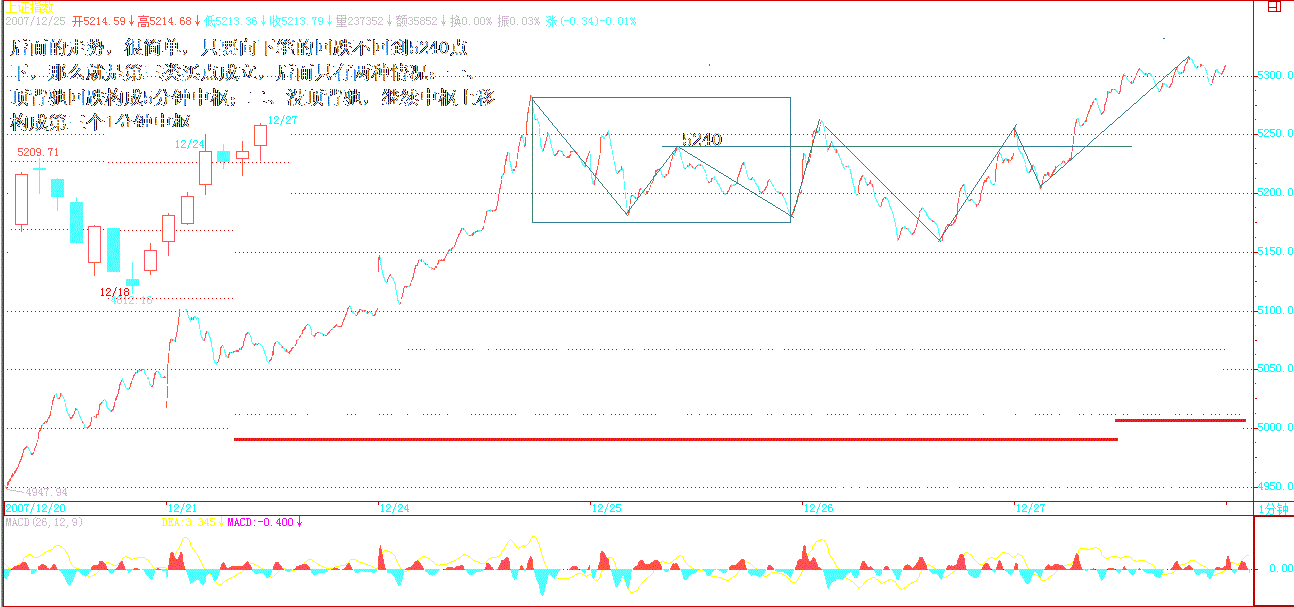 上证指数
2007/12/25 开5214.59↓高5214.68↓低5213.36↓收5213.79↓量237352↓额35852↓换0.00% 振0.03% 涨(-0.34)-0.01%
后面的走势，很简单，只要向下笔的回跌不回到5240点
下，那么就是第三类买点成立，后面只有两种情况：一、
顶背驰回跌构成5分钟中枢；二、没顶背驰，继续中枢上移
构成第三个1分钟中枢
12/27
12/24
5240
5209.71
12/18
4812.16
4947.94
5300.0
5250.0
5200.0
5150.0
5100.0
5050.0
5000.0
4950.0
2007/12/20 12/21 12/24 12/25 12/26 12/27 1分钟
MACD(26,12,9) DEA:3.345↓ MACD:-0.400↓
0.00